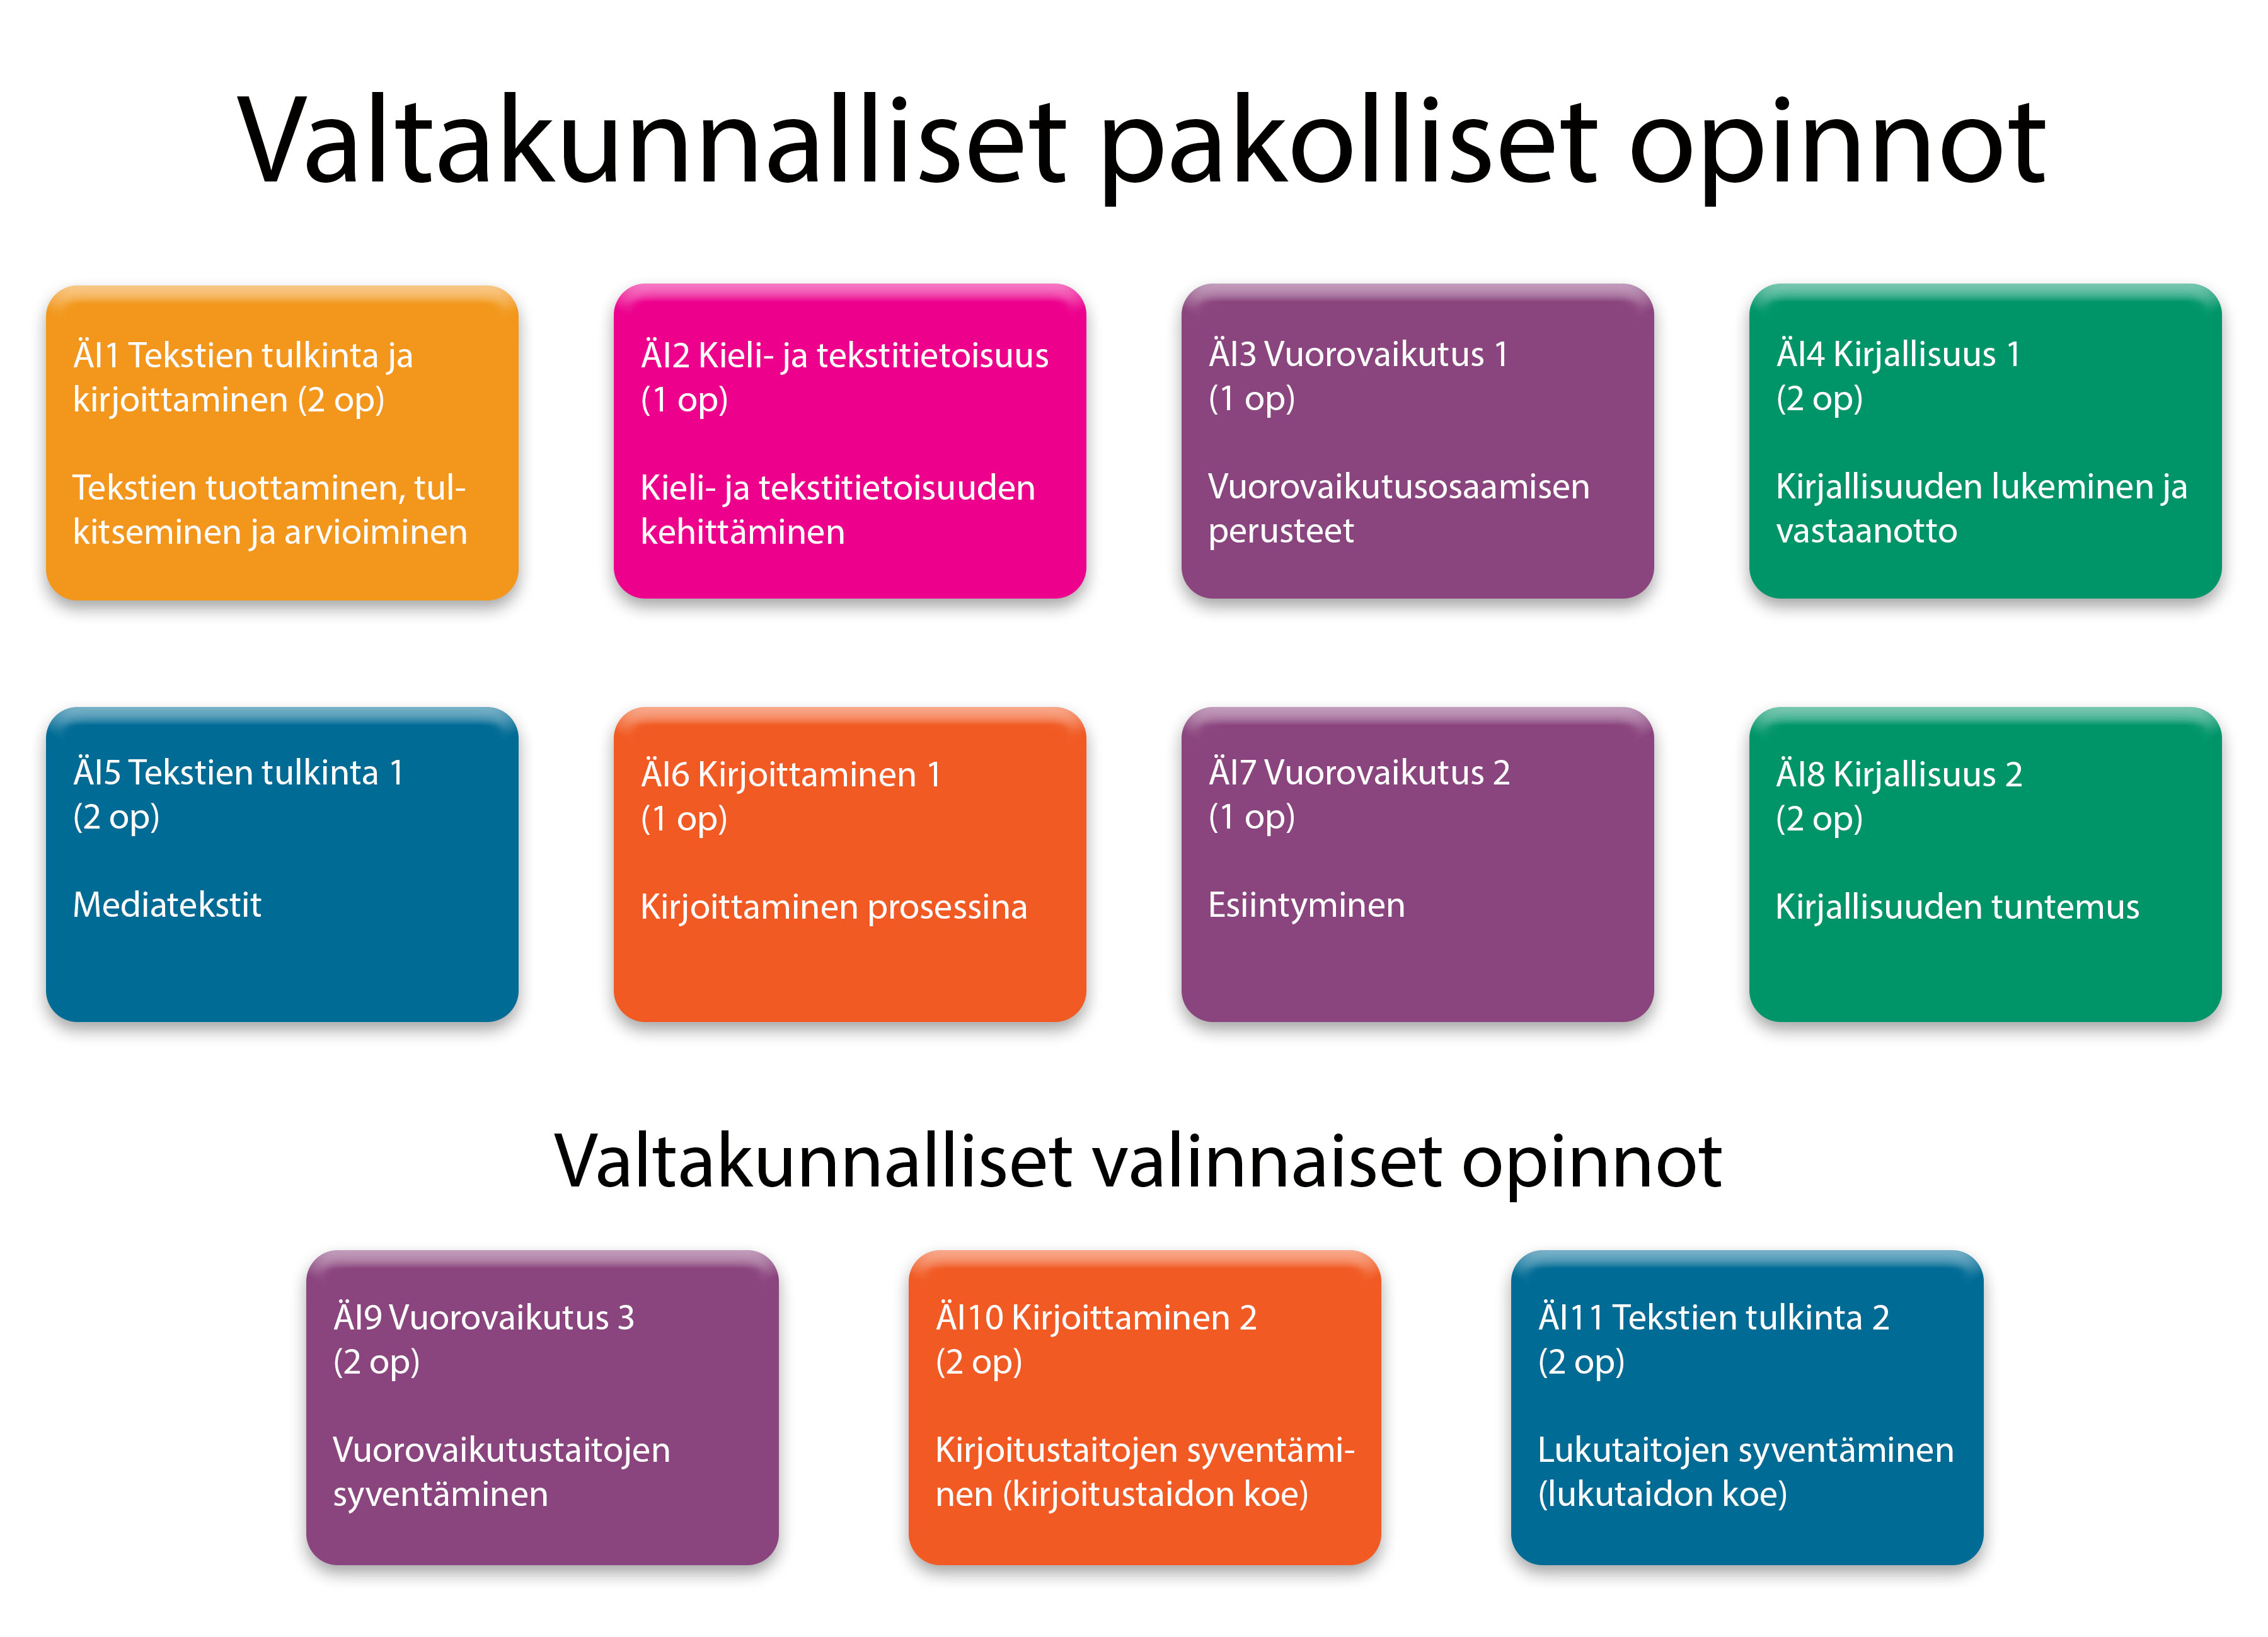 Valtakunnalliset pakolliset opinnot
ÄI1 Tekstien tulkinta ja
kirjoittaminen (2 op)
Tekstien tuottaminen, tul-
kitseminen ja arvioiminen
ÄI2 Kieli- ja tekstitietoisuus
(1 op)
Kieli- ja tekstitietoisuuden
kehittäminen
ÄI3 Vuorovaikutus 1
(1 op)
Vuorovaikutusosaamisen
perusteet
ÄI4 Kirjallisuus 1
(2 op)
Kirjallisuuden lukeminen ja
vastaanotto
ÄI5 Tekstien tulkinta 1
(2 op)
Mediatekstit
ÄI6 Kirjoittaminen 1
(1 op)
Kirjoittaminen prosessina
ÄI7 Vuorovaikutus 2
(1 op)
Esiintyminen
ÄI8 Kirjallisuus 2
(2 op)
Kirjallisuuden tuntemus
Valtakunnalliset valinnaiset opinnot
ÄI9 Vuorovaikutus 3
(2 op)
Vuorovaikutustaitojen
syventäminen
ÄI10 Kirjoittaminen 2
(2 op)
Kirjoitustaitojen syventämi-
nen (kirjoitustaidon koe)
ÄI11 Tekstien tulkinta 2
(2 op)
Lukutaitojen syventäminen
(lukutaidon koe)